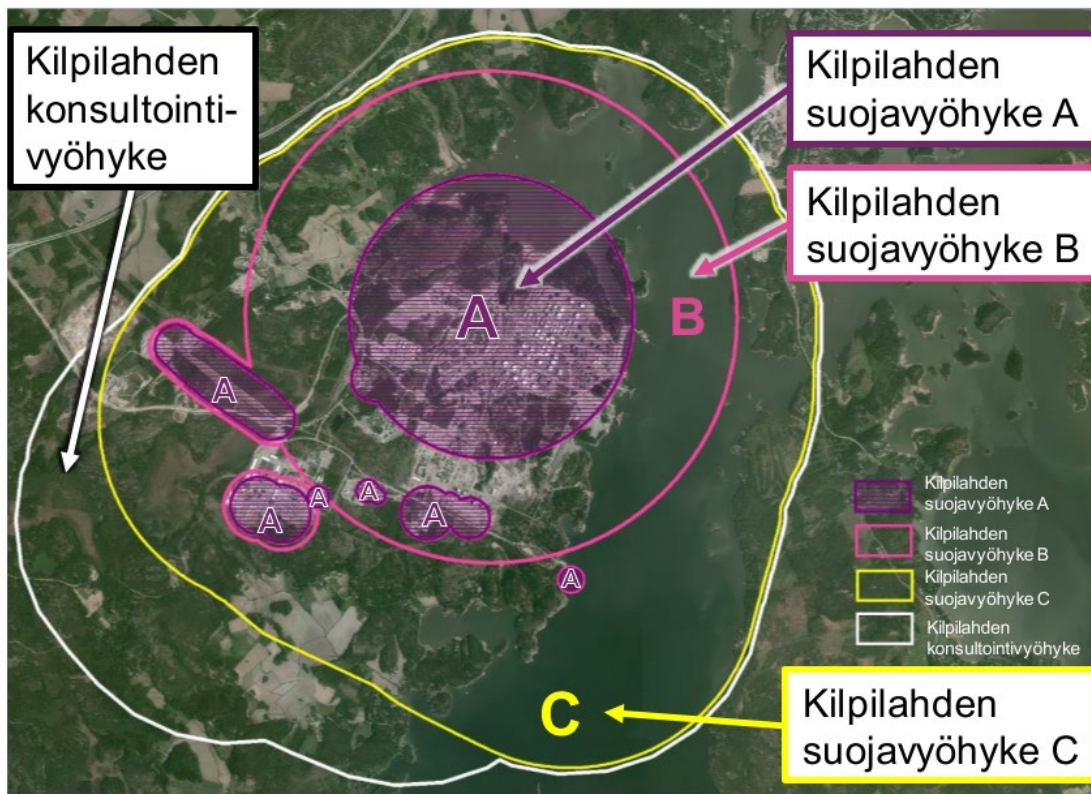 Kilpilahden
konsultointi-
vyöhyke
Kilpilahden
suojavyöhyke A
Kilpilahden
suojavyöhyke B
A
B
A
A
A
A
A
A
C
Kilpilahden
suojavyöhyke A
Kilpilahden
suojavyöhyke B
Kilpilahden
suojavyöhyke C
Kilpilahden
konsultointivyöhyke
Kilpilahden
suojavyöhyke C